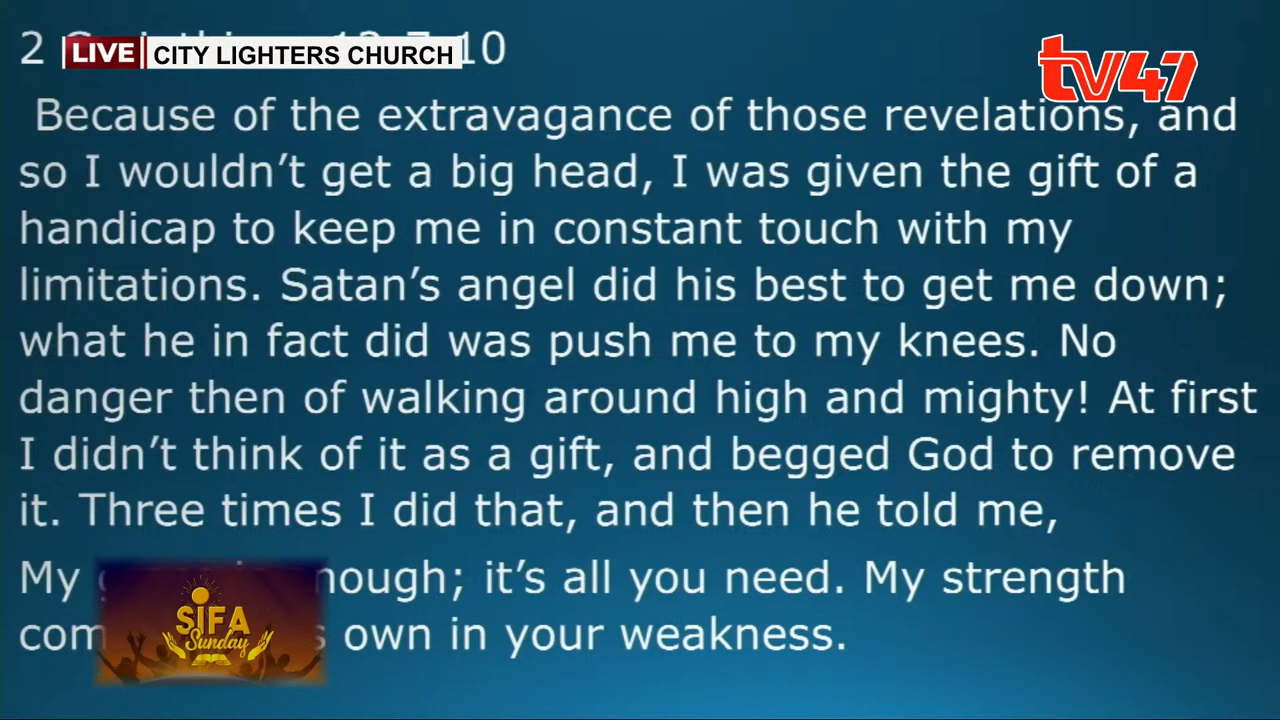 2
10
LIVE CITY LIGHTERS CHURCH
tv47
Because of the extravagance of those revelations, and
so I wouldn't get a big head, I was given the gift of a
handicap to keep me in constant touch with my
limitations. Satan's angel did his best to get me down;
what he in fact did was push me to my knees. No
danger then of walking around high and mighty! At first
I didn't think of it as a gift, and begged God to remove
it. Three times I did that, and then he told me,
My nough; it's all you need. My strength
com s own in your weakness.
SIFA
Sunday